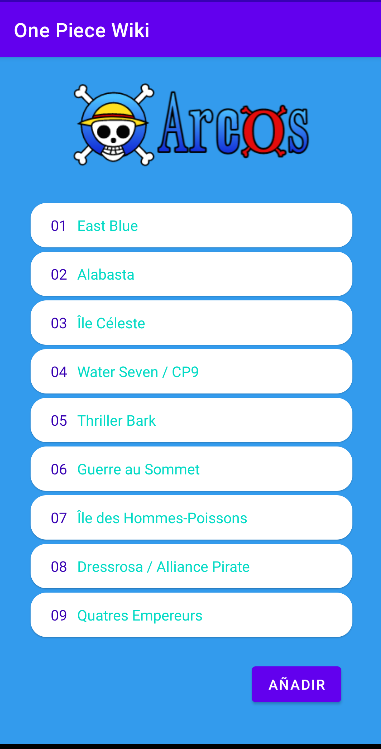 One Piece Wiki
Arcos
01 East Blue
02 Alabasta
03 Île Céleste
04 Water Seven / CP9
05 Thriller Bark
06 Guerre au Sommet
07 Île des Hommes-Poissons
08 Dressrosa / Alliance Pirate
09 Quatres Empereurs
AÑADIR